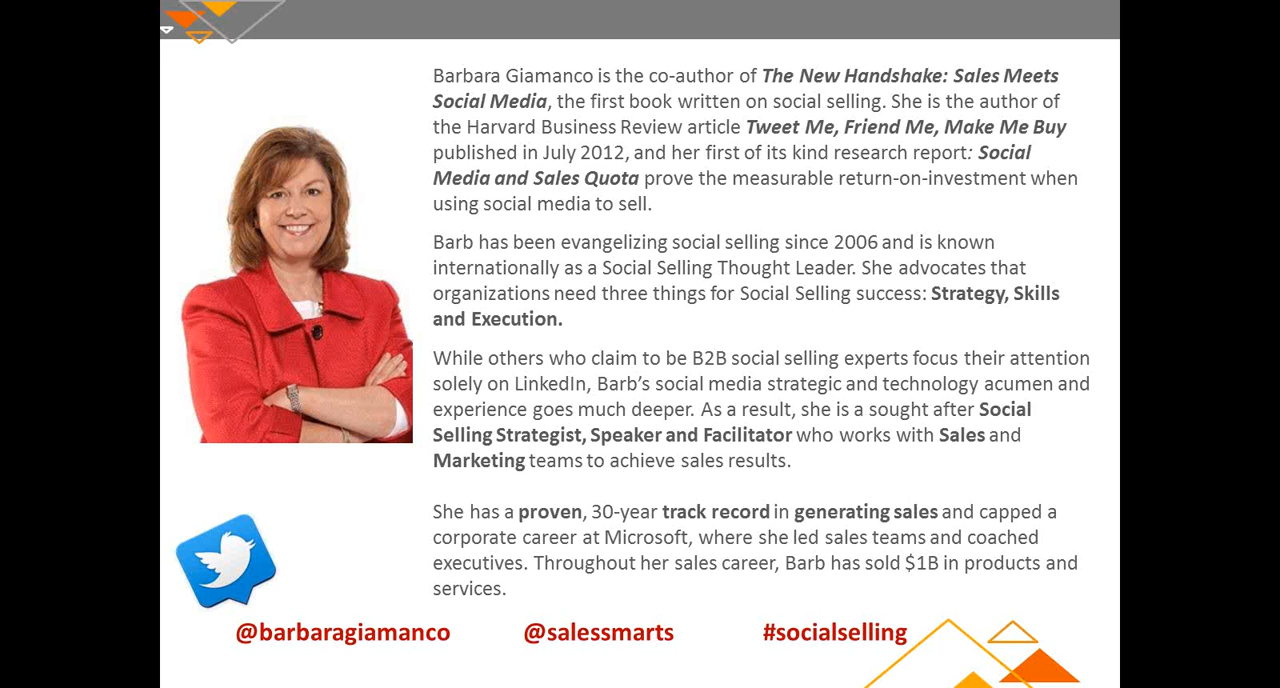 Barbara Giamanco is the co-author of The New Handshake: Sales Meets
Social Media, the first book written on social selling. She is the author of
the Harvard Business Review article Tweet Me, Friend Me, Make Me Buy
published in July 2012, and her first of its kind research report: Social
Media and Sales Quota prove the measurable return-on-investment when
using social media to sell.
Barb has been evangelizing social selling since 2006 and is known
internationally as a Social Selling Thought Leader. She advocates that
organizations need three things for Social Selling success: Strategy, Skills
and Execution.
While others who claim to be B2B social selling experts focus their attention
solely on LinkedIn, Barb’s social media strategic and technology acumen and
experience goes much deeper. As a result, she is a sought after Social
Selling Strategist, Speaker and Facilitator who works with Sales and
Marketing teams to achieve sales results.
She has a proven, 30-year track record in generating sales and capped a
corporate career at Microsoft, where she led sales teams and coached
executives. Throughout her sales career, Barb has sold $1B in products and
services.
@barbaragiamanco @salessmarts #socialselling